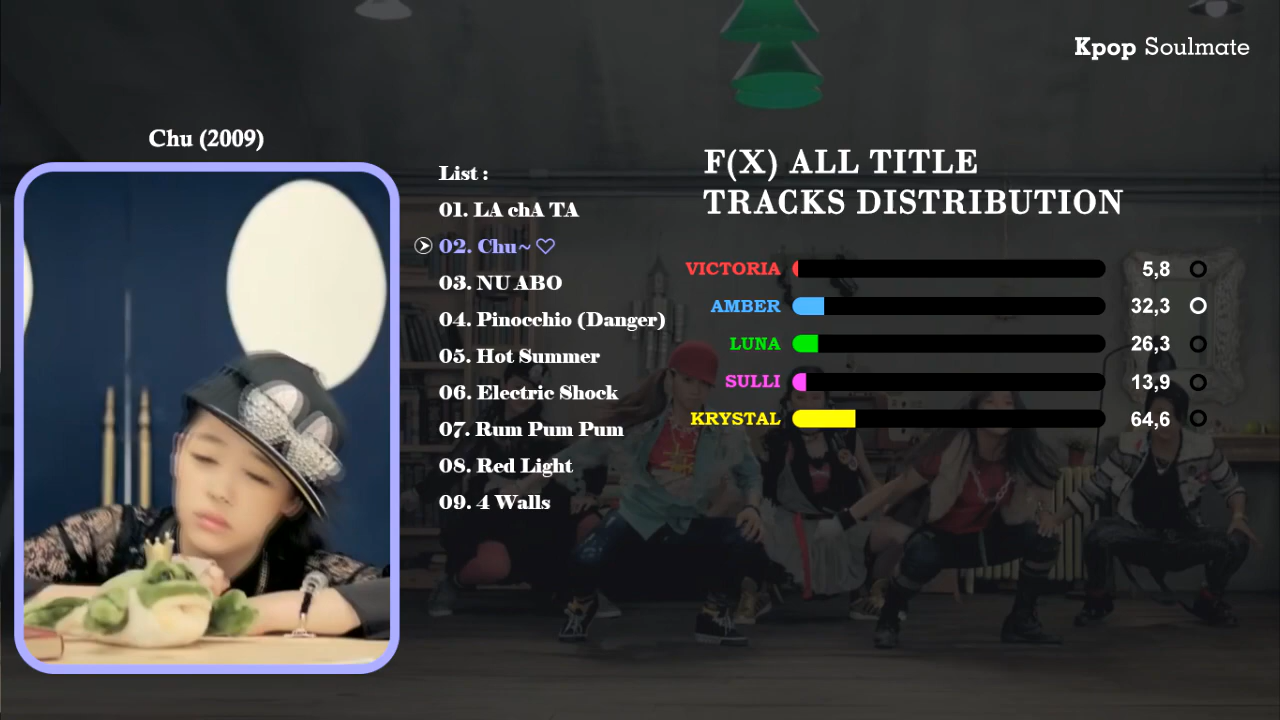 Kpop Soulmate
Chu (2009)
List :
01. LA chA TA
02. Chu~ ♡
03. NU ABO
04. Pinocchio (Danger)
05. Hot Summer
06. Electric Shock
07. Rum Pum Pum
08. Red Light
09. 4 Walls
F(X) ALL TITLE
TRACKS DISTRIBUTION
VICTORIA 5,8
AMBER 32,3
LUNA 26,3
SULLI 13,9
KRYSTAL 64,6